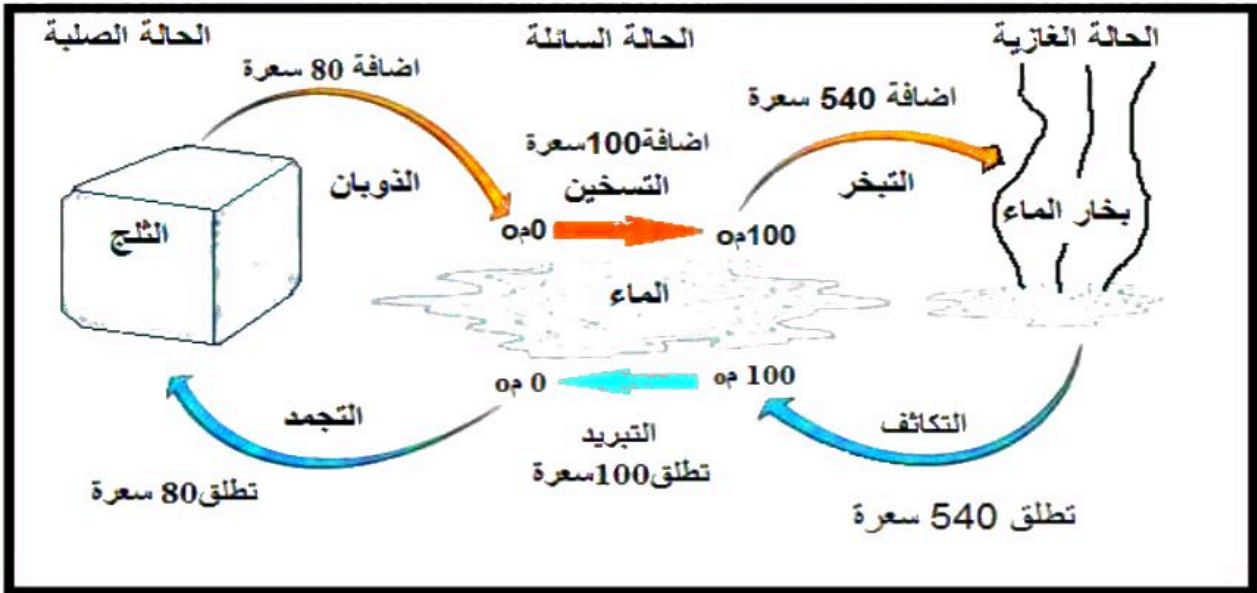 الحالة الغازية
الحالة السائلة
الحالة الصلبة
اضافة 540 سعرة
اضافة 80 سعرة
اضافة100سعرة
التبخر
التسخين
الذوبان
بخار الماء
الثلج
100مo
0مo
الماء
100 مo
0 مo
التكاثف
التبريد
التجمد
تطلق 540 سعرة
تطلق100سعرة
تطلق80 سعرة